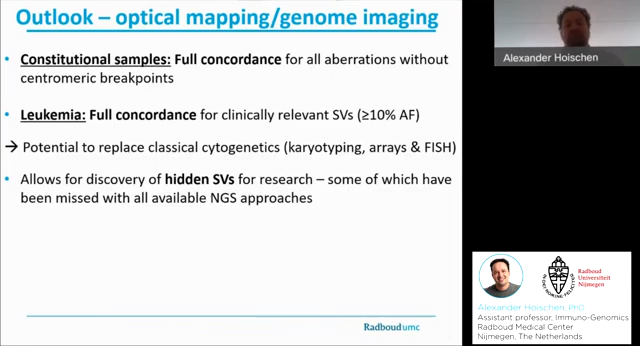 Outlook – optical mapping/genome imaging
• Constitutional samples: Full concordance for all aberrations without
centromeric breakpoints
• Leukemia: Full concordance for clinically relevant SVs (≥10% AF)
→ Potential to replace classical cytogenetics (karyotyping, arrays & FISH)
• Allows for discovery of hidden SVs for research – some of which have
been missed with all available NGS approaches
Radboudumc
Alexander Hoischen
Radboud
Universiteit
Nijmegen
Alexander Hoischen, PhD
Assistant professor, Immuno-Genomics
Radboud Medical Center
Nijmegen, The Netherlands